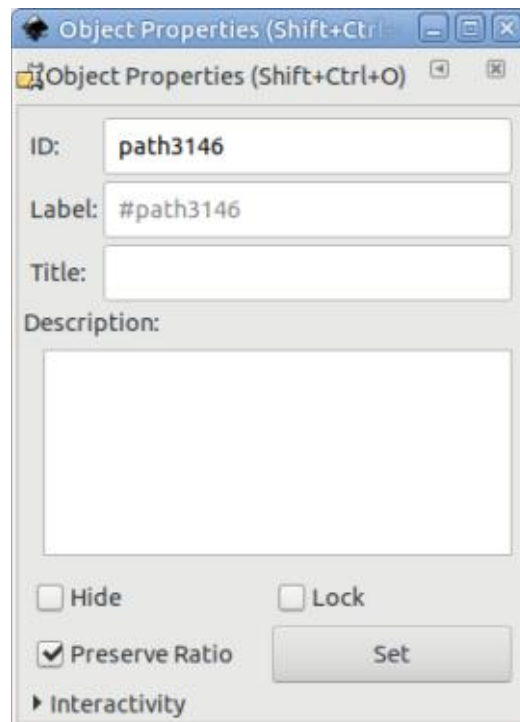 Object Properties (Shift+Ctrl
Object Properties (Shift+Ctrl+O)
ID: path3146
Label: #path3146
Title:
Description:
Hide Lock
Preserve Ratio Set
Interactivity